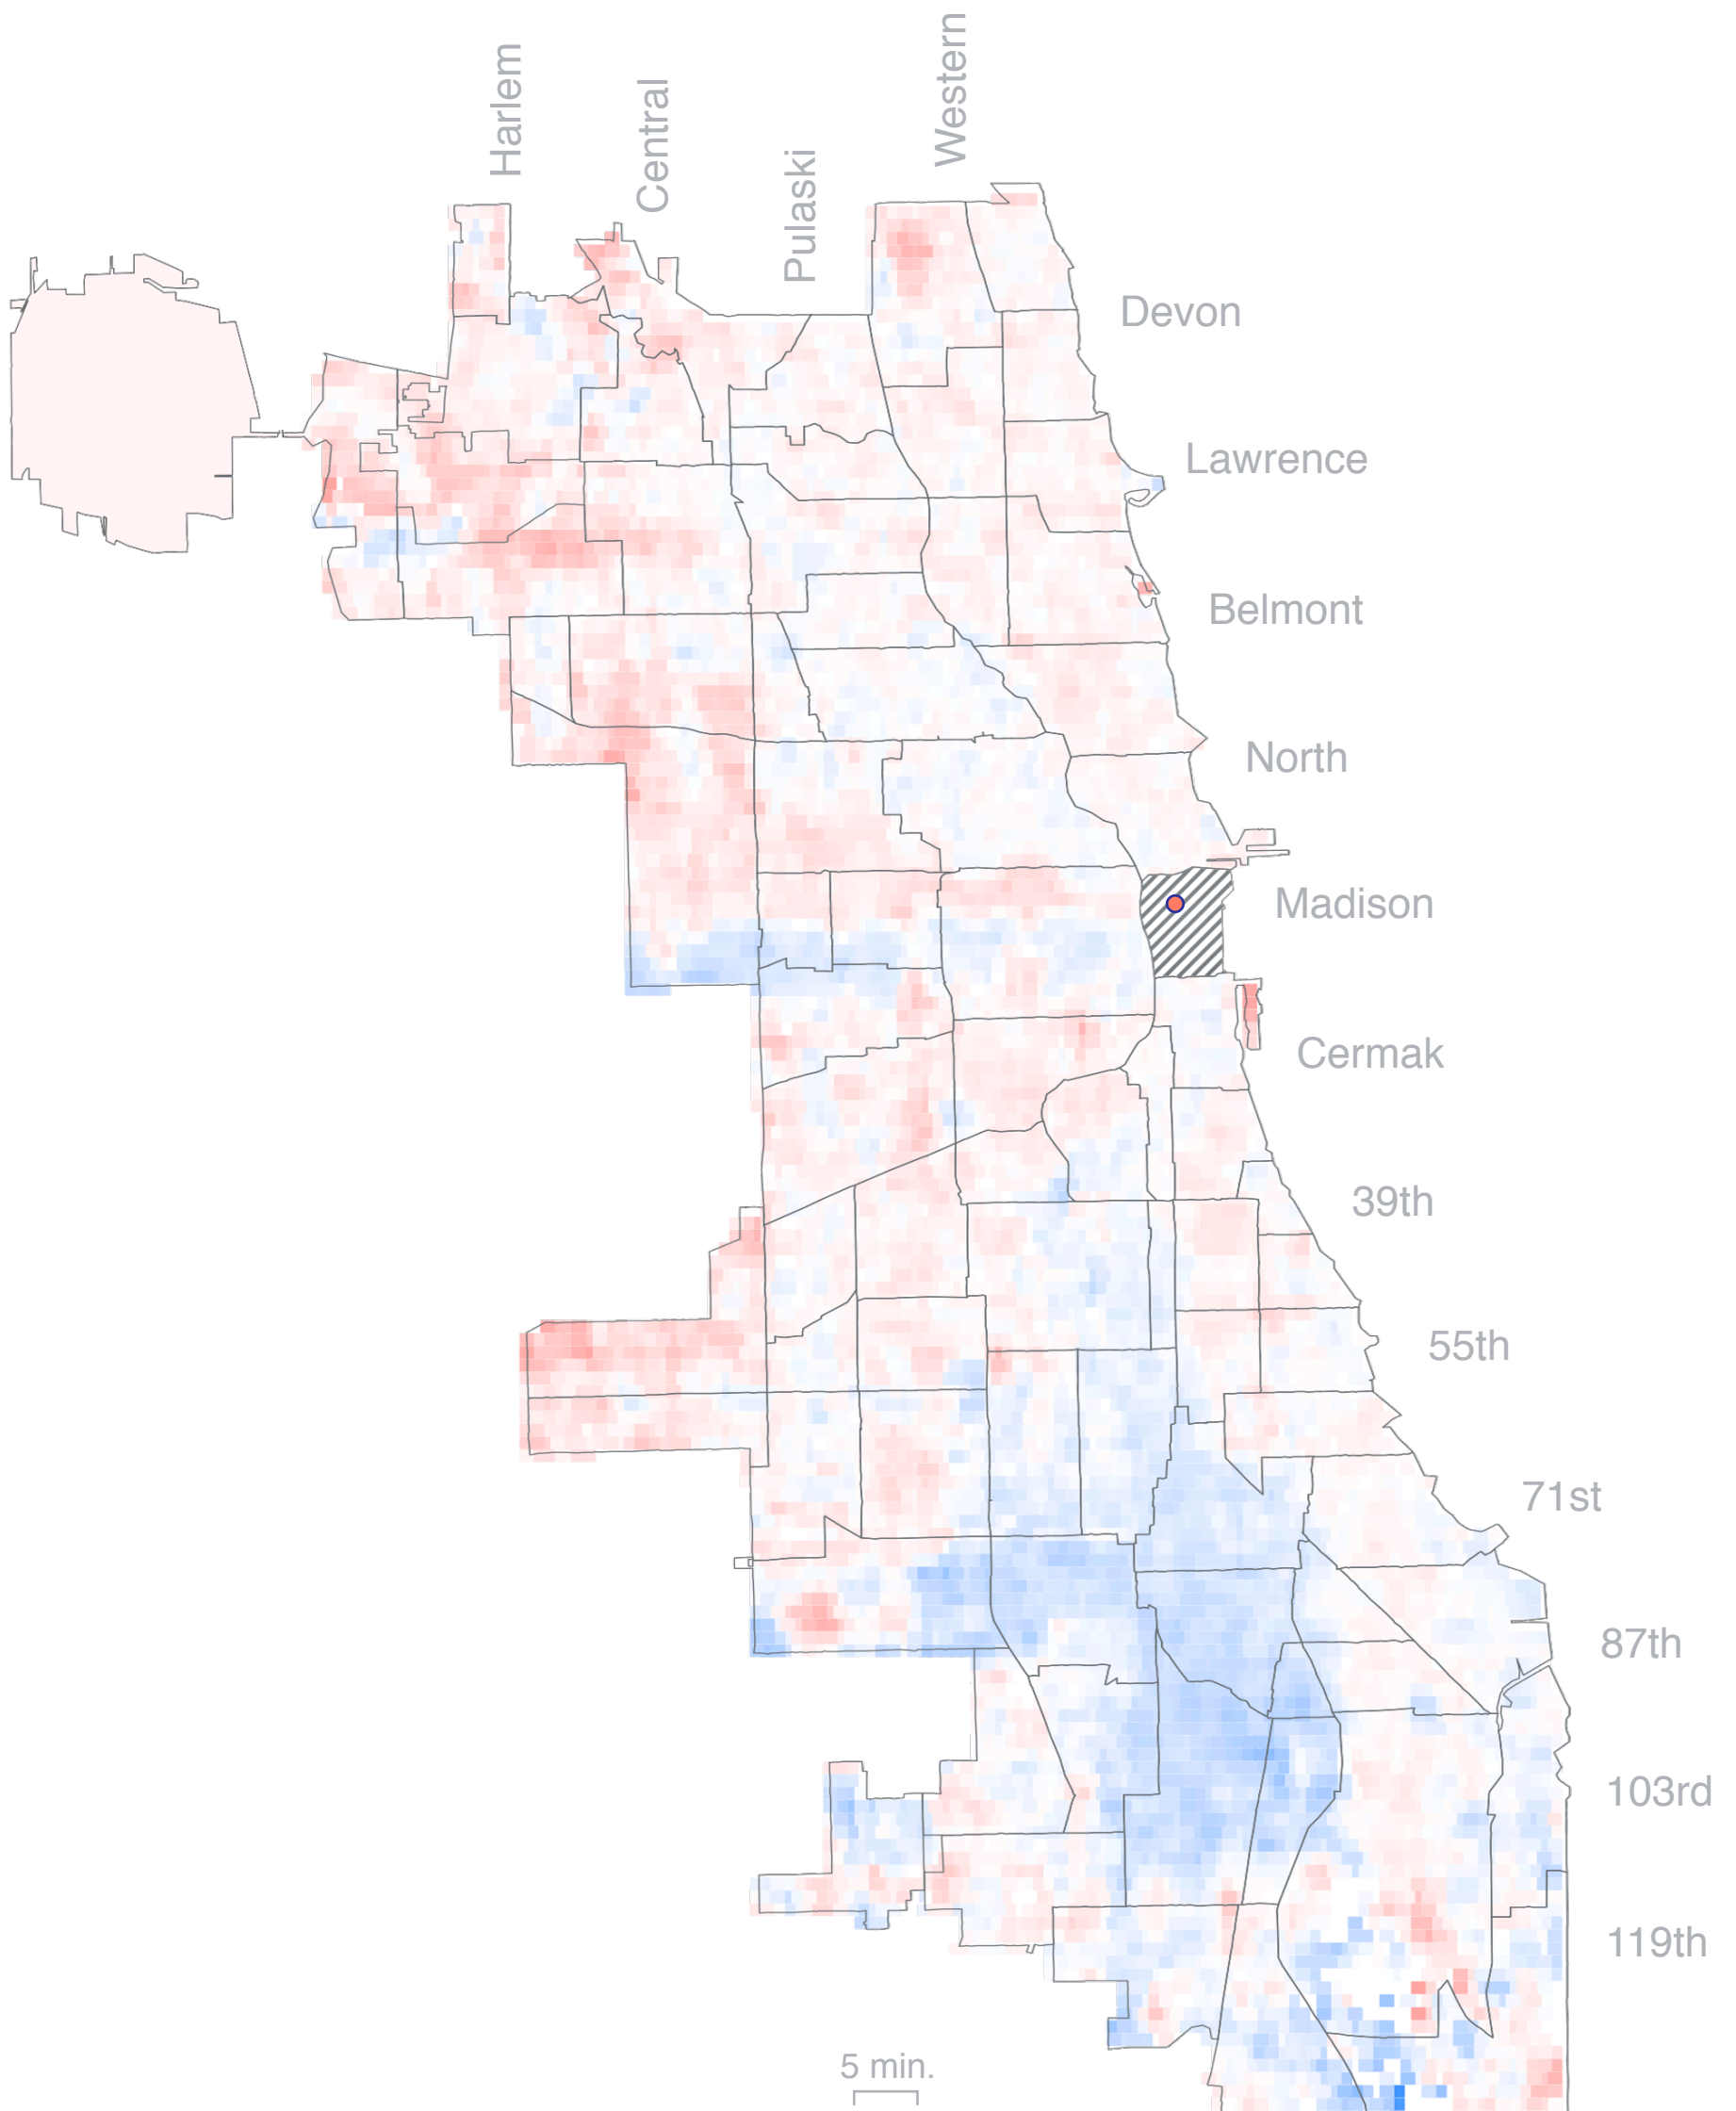 Harlem
Central
Pulaski
Western
Devon
Lawrence
Belmont
North
Madison
Cermak
39th
55th
71st
87th
103rd
119th
5 min.